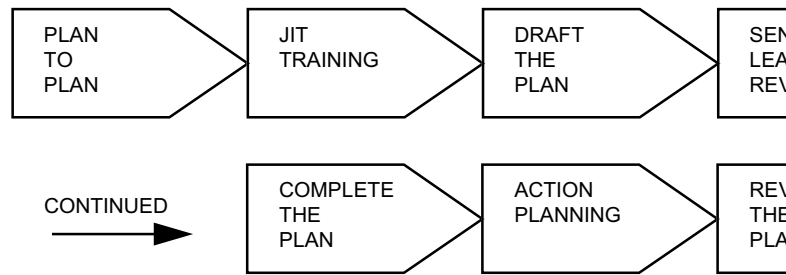 PLAN
TO
PLAN
JIT
TRAINING
DRAFT
THE
PLAN
CONTINUED
COMPLETE
THE
PLAN
ACTION
PLANNING